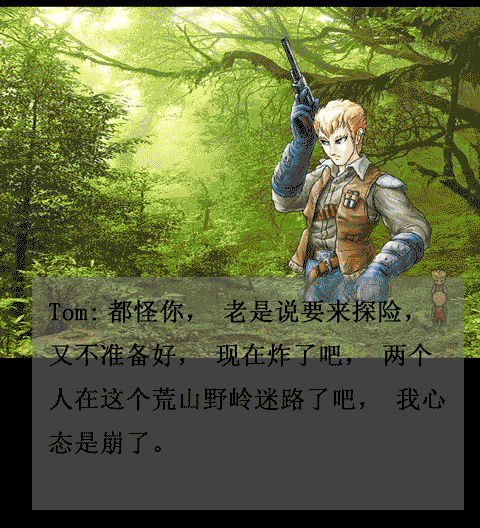 Tom: 都怪你， 老是说要来探险，
又不准备好， 现在炸了吧， 两个
人在这个荒山野岭迷路了吧， 我心
态是崩了。